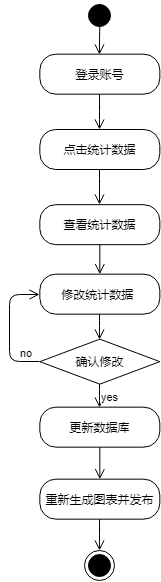 登录账号
点击统计数据
查看统计数据
修改统计数据
确认修改
no
yes
更新数据库
重新生成图表并发布